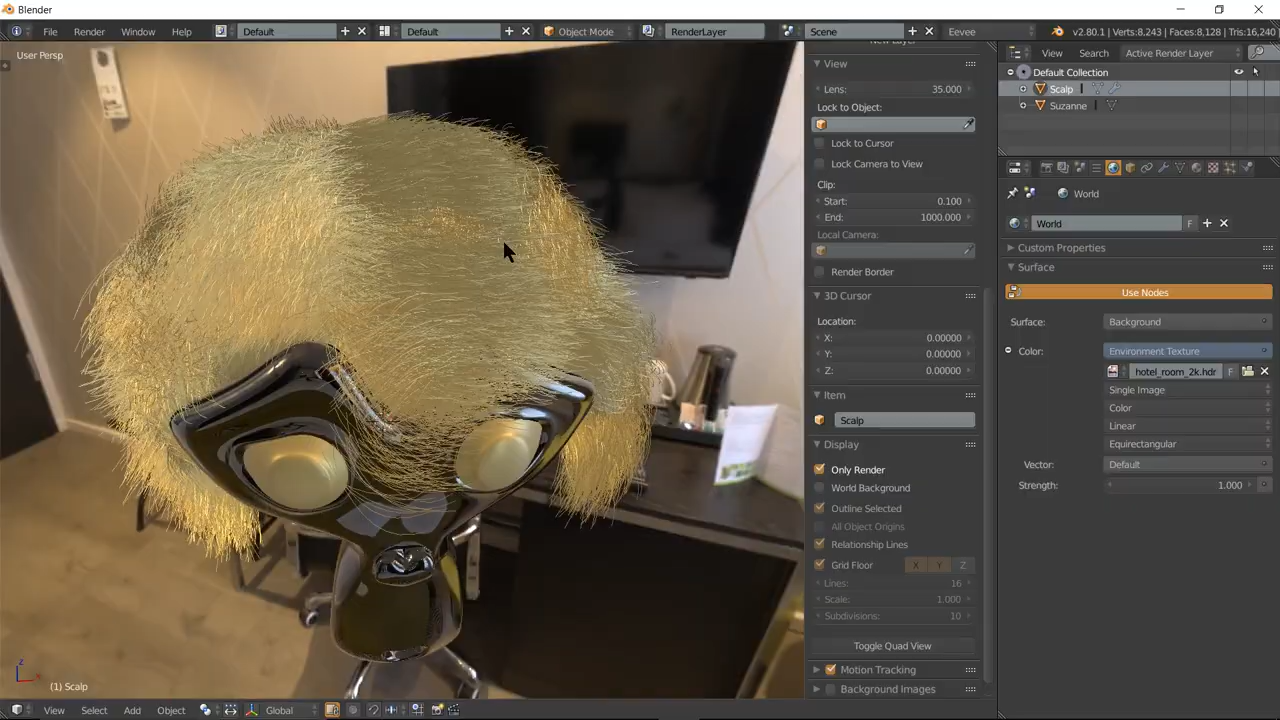 Blender
File Render Window Help Default Default Object Mode RenderLayer Scene Eevee v2.80.1 | Verts:8,243 | Faces:8,128 | Tris:16,240
User Persp
View
Lens: 35.000
Lock to Object:
Lock to Cursor
Lock Camera to View
Clip:
Start: 0.100
End: 1000.000
Local Camera:
Render Border
3D Cursor
Location:
X: 0.00000
Y: 0.00000
Z: 0.00000
Item
Scalp
Display
Only Render
World Background
Outline Selected
All Object Origins
Relationship Lines
Grid Floor X Y Z
Lines: 16
Scale: 1.000
Subdivisions: 10
Toggle Quad View
Motion Tracking
Background Images
View Search Active Render Layer
Default Collection
Scalp
Suzanne
World
World F
Custom Properties
Surface
Use Nodes
Surface: Background
Color: Environment Texture
hotel_room_2k.hdr F
Single Image
Color
Linear
Equirectangular
Vector: Default
Strength: 1.000
(1) Scalp
View Select Add Object Global